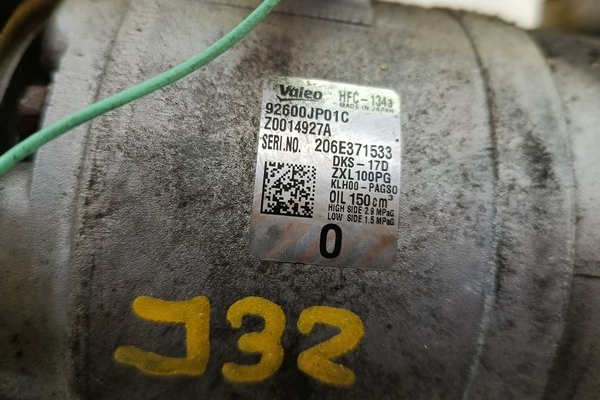 Valeo HFC-134a
MADE IN JAPAN
92600JP01C
Z0014927A
SERI.NO. 206E371533
DKS-17D
ZXL100PG
KLH00-PAGS0
OIL 150cm³
HIGH SIDE 2.9 MPaG
LOW SIDE 1.5 MPaG
0
J32